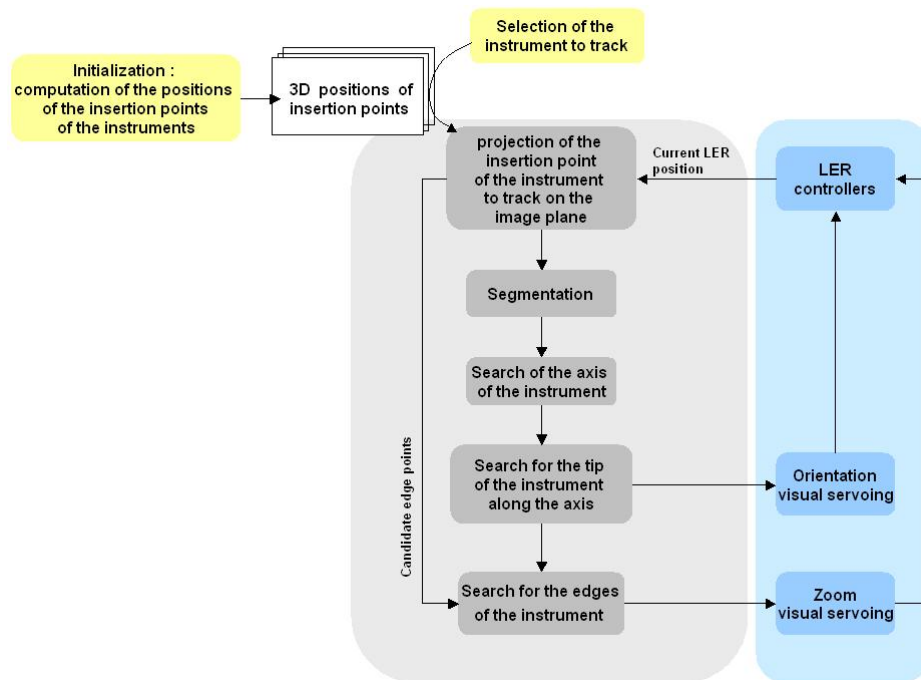 Selection of the
instrument to track
Initialization :
computation of the positions
of the insertion points
of the instruments
3D positions of
insertion points
projection of the
insertion point
of the instrument
to track on the
image plane
Current LER
position
LER
controllers
Segmentation
Search of the axis
of the instrument
Candidate edge points
Search for the tip
of the instrument
along the axis
Orientation
visual servoing
Search for the edges
of the instrument
Zoom
visual servoing